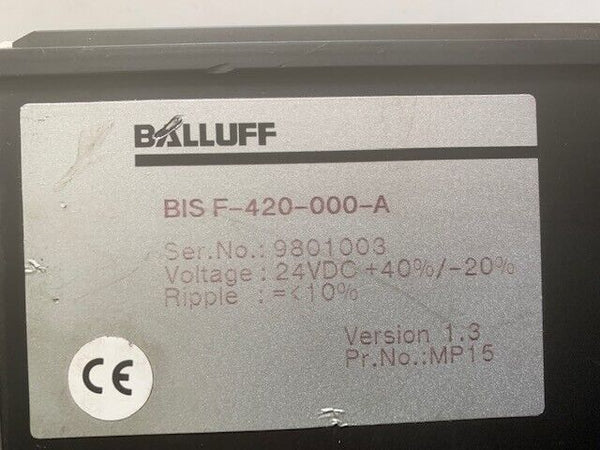 BALLUFF
BIS F-420-000-A
Ser.No.: 9801003
Voltage : 24VDC +40%/-20%
Ripple : =<10%
Version 1.3
Pr.No.:MP15
CE